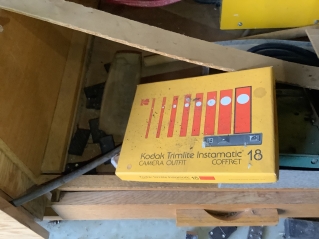 Kodak Trimlite Instamatic 18
CAMERA OUTFIT COFFRET